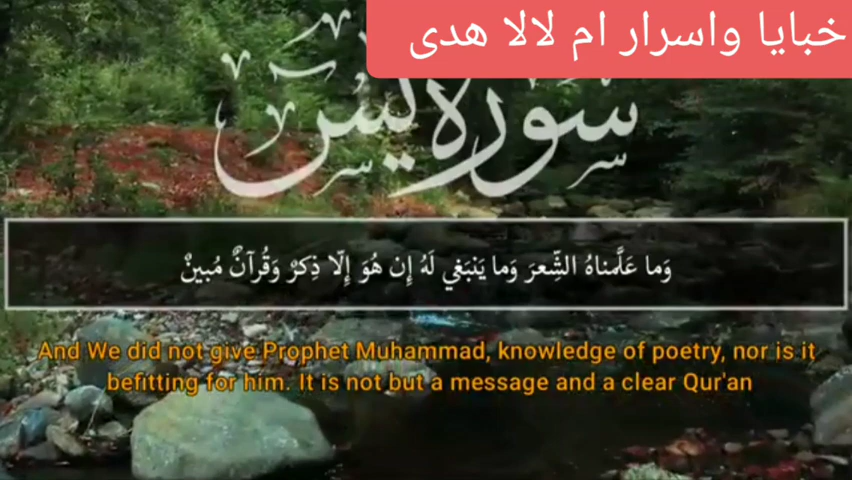 خبايا واسرار ام لالا هدى
سورة يس
وَما عَلَّمناهُ الشِّعرَ وَما يَنبَغي لَهُ إِن هُوَ إِلّا ذِكرٌ وَقُرآنٌ مُبينٌ
And We did not give Prophet Muhammad, knowledge of poetry, nor is it
befitting for him. It is not but a message and a clear Qur'an